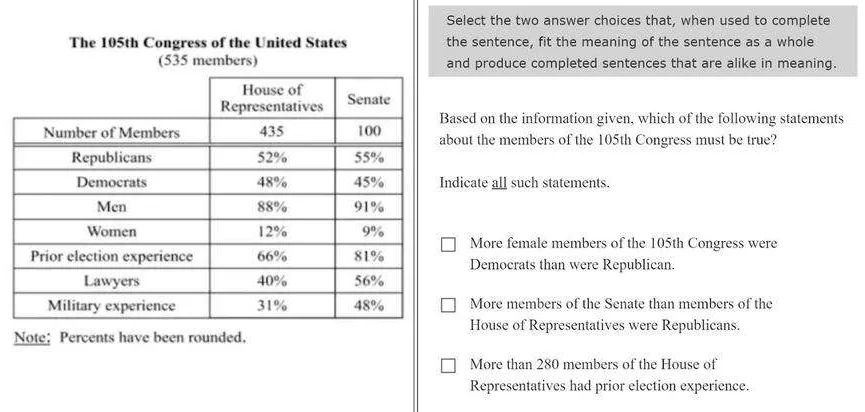 The 105th Congress of the United States
(535 members)
House of Representatives Senate
Number of Members 435 100
Republicans 52% 55%
Democrats 48% 45%
Men 88% 91%
Women 12% 9%
Prior election experience 66% 81%
Lawyers 40% 56%
Military experience 31% 48%
Note: Percents have been rounded.
Select the two answer choices that, when used to complete
the sentence, fit the meaning of the sentence as a whole
and produce completed sentences that are alike in meaning.
Based on the information given, which of the following statements
about the members of the 105th Congress must be true?
Indicate all such statements.
More female members of the 105th Congress were
Democrats than were Republican.
More members of the Senate than members of the
House of Representatives were Republicans.
More than 280 members of the House of
Representatives had prior election experience.